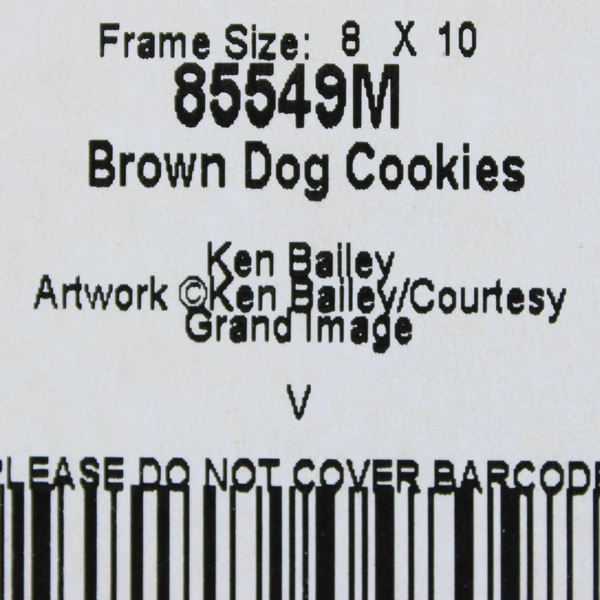 Frame Size: 8 X 10
85549M
Brown Dog Cookies
Ken Bailey
Artwork ©Ken Bailey/Courtesy
Grand Image
V
PLEASE DO NOT COVER BARCODE